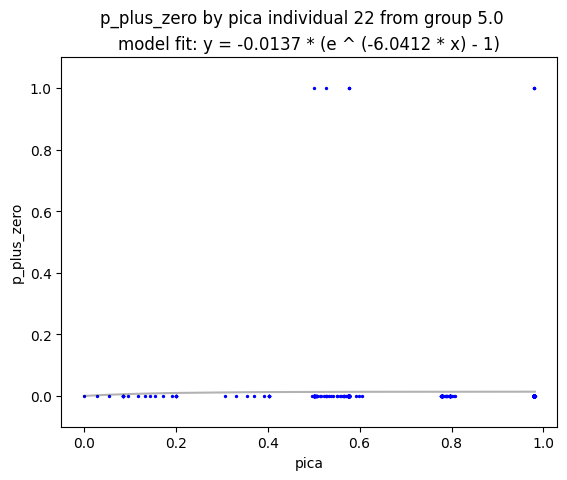 p_plus_zero by pica individual 22 from group 5.0
model fit: y = -0.0137 * (e ^ (-6.0412 * x) - 1)
1.0
0.8
0.6
0.4
0.2
0.0
p_plus_zero
0.0 0.2 0.4 0.6 0.8 1.0
pica